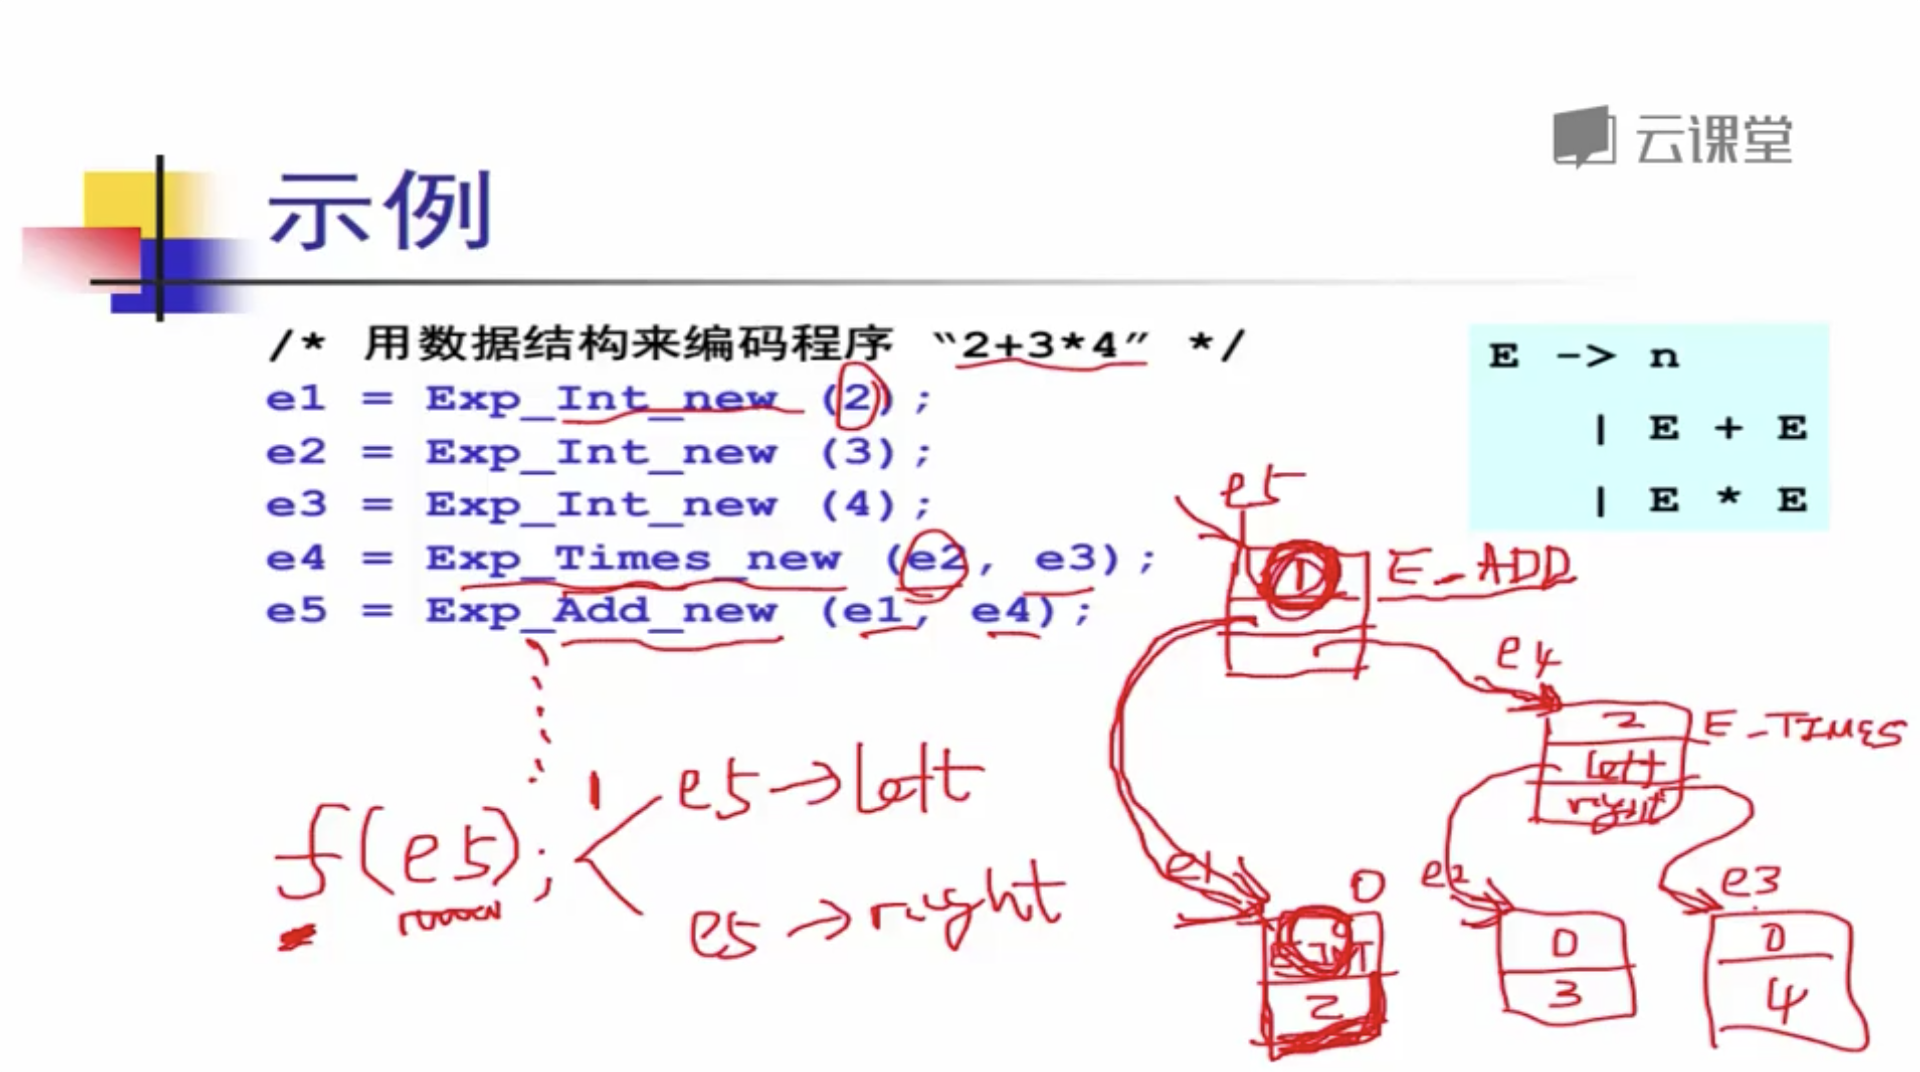 云课堂
示例
/* 用数据结构来编码程序 “2+3*4” */
e1 = Exp_Int_new (2);
e2 = Exp_Int_new (3);
e3 = Exp_Int_new (4);
e4 = Exp_Times_new (e2, e3);
e5 = Exp_Add_new (e1, e4);
E -> n
| E + E
| E * E
e5
1 E_ADD
e4
2 E_TIMES
left
right
f(e5);
1
e5→left
e5→right
e1
0
INT
2
e2
0
3
e3
0
4